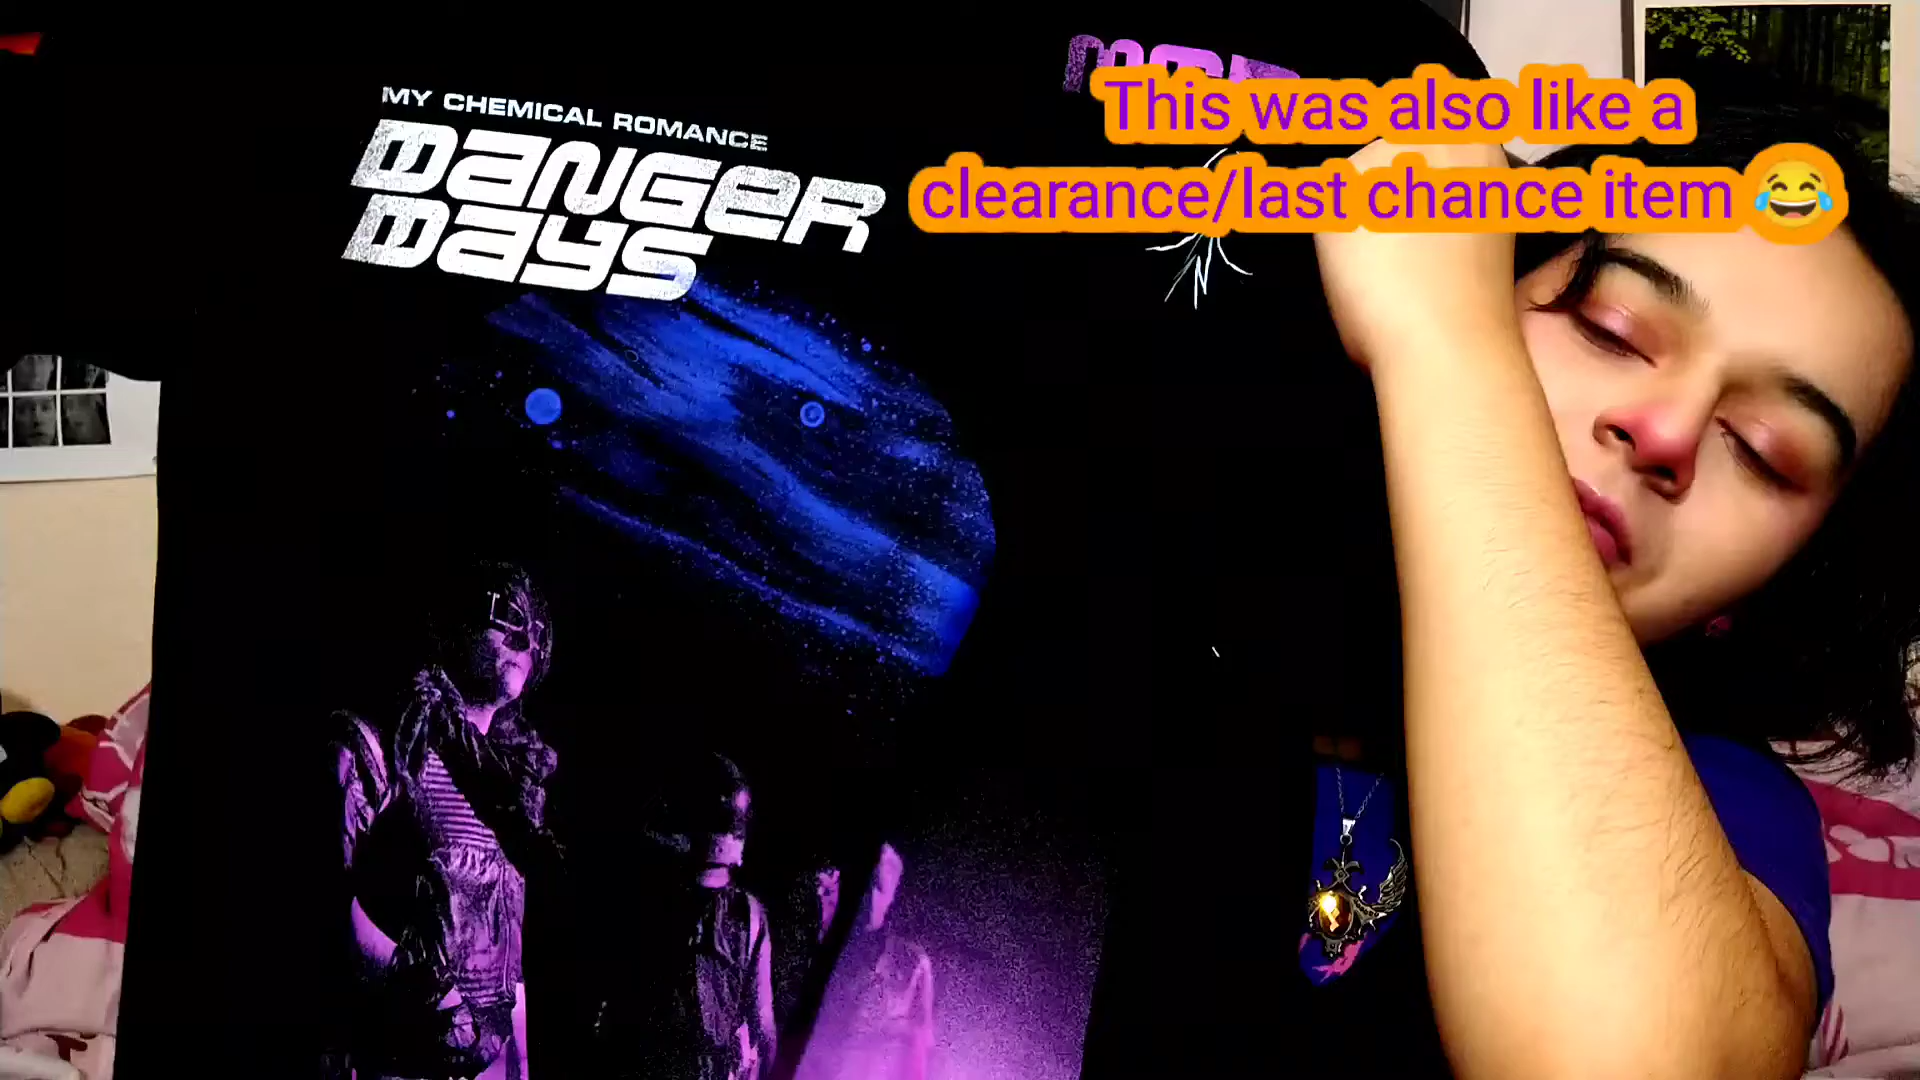 MY CHEMICAL ROMANCE
DANGER
DAYS
This was also like a
clearance/last chance item 😂